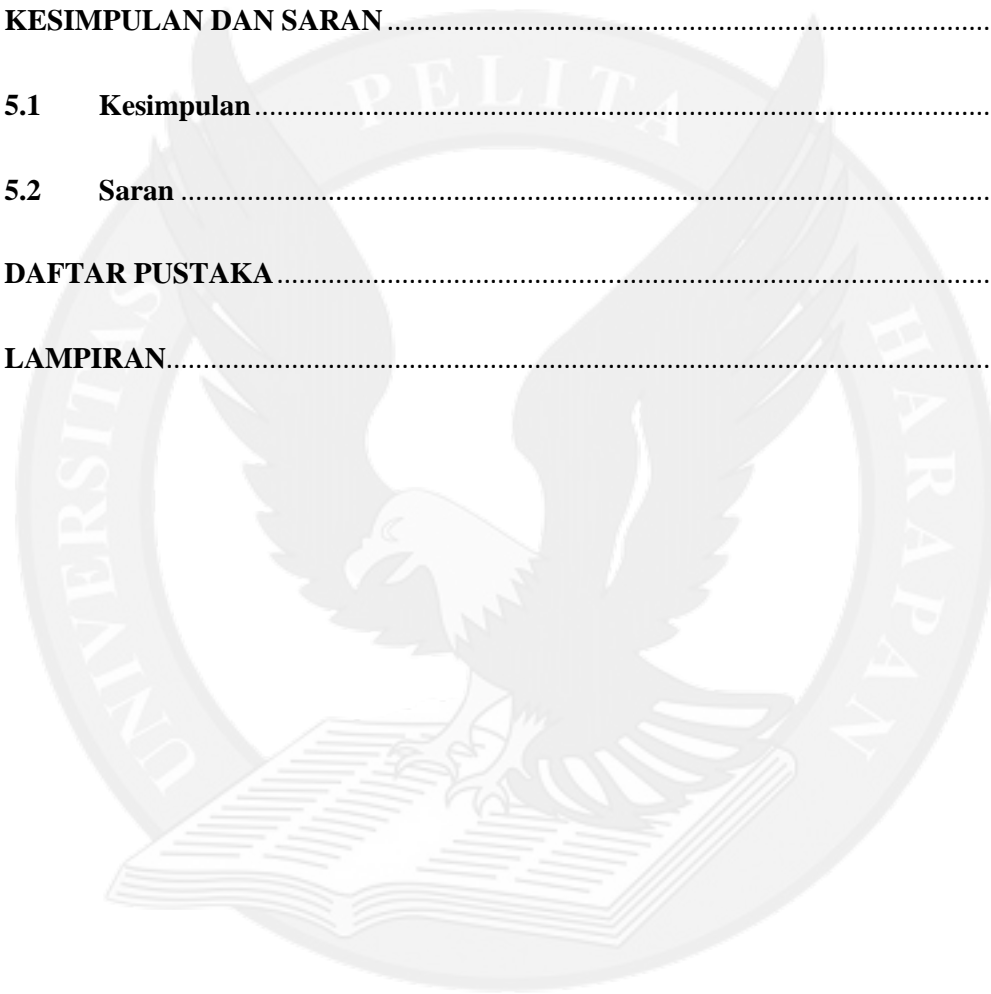 KESIMPULAN DAN SARAN ................................................................................
5.1 Kesimpulan ................................................................................
5.2 Saran ................................................................................
DAFTAR PUSTAKA ................................................................................
LAMPIRAN ................................................................................
UNIVERSITAS PELITA HARAPAN